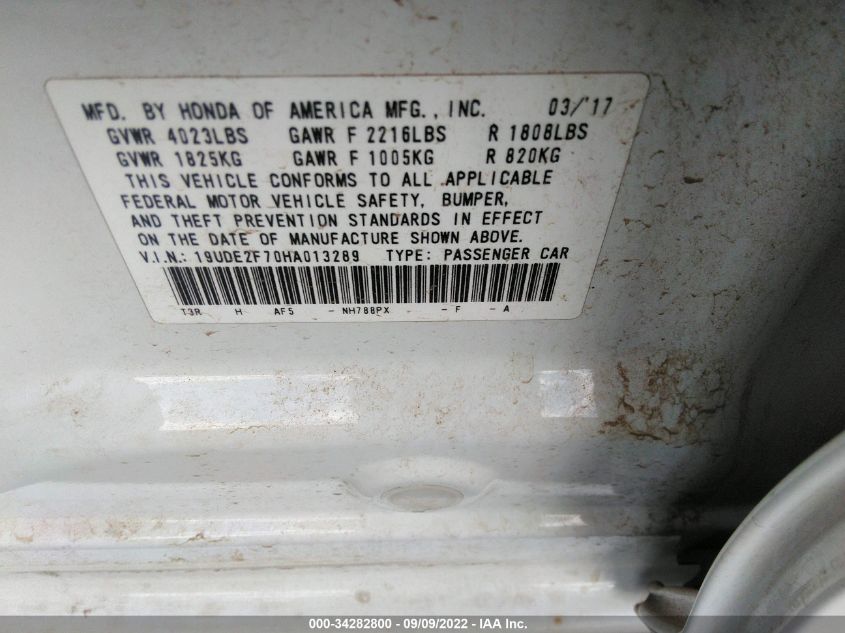 MFD. BY HONDA OF AMERICA MFG., INC. 03/'17
GVWR 4023LBS GAWR F 2216LBS R 1808LBS
GVWR 1825KG GAWR F 1005KG R 820KG
THIS VEHICLE CONFORMS TO ALL APPLICABLE
FEDERAL MOTOR VEHICLE SAFETY, BUMPER,
AND THEFT PREVENTION STANDARDS IN EFFECT
ON THE DATE OF MANUFACTURE SHOWN ABOVE.
V.I.N.: 19UDE2F70HA013289 TYPE: PASSENGER CAR
T3R H AF5 - NH788PX - F - A
000-34282800 - 09/09/2022 - IAA Inc.